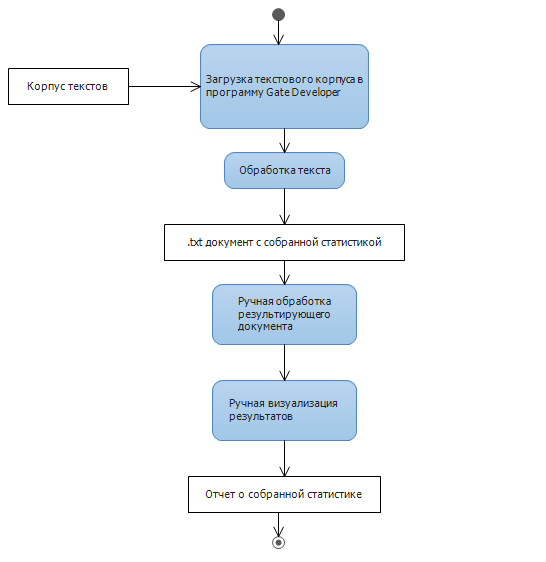 Загрузка текстового корпуса в
программу Gate Developer
Корпус текстов
Обработка текста
.txt документ с собранной статистикой
Ручная обработка
результирующего
документа
Ручная визуализация
результатов
Отчет о собранной статистике